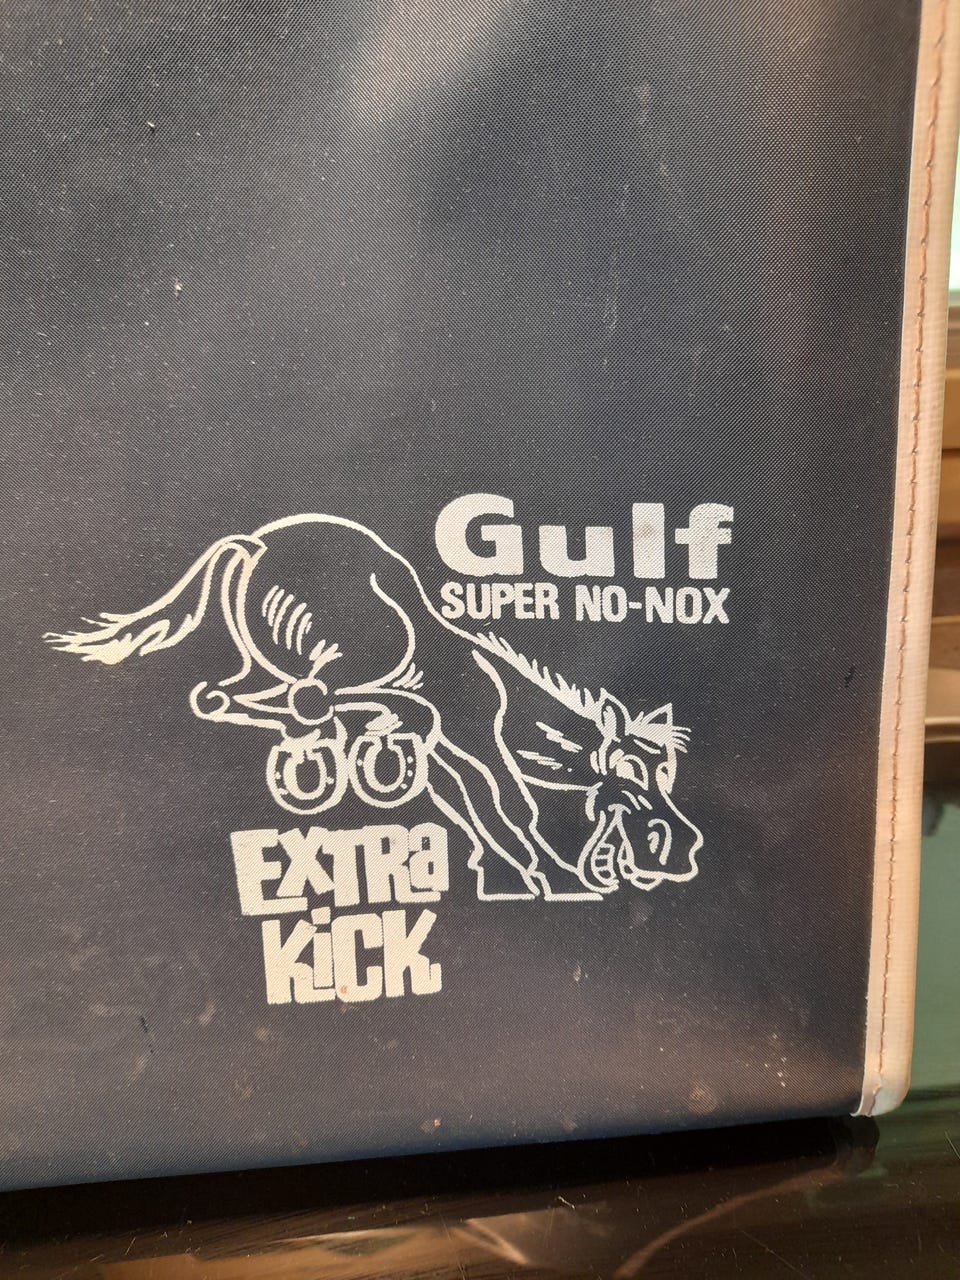 Gulf
SUPER NO-NOX
EXTRa
KiCK